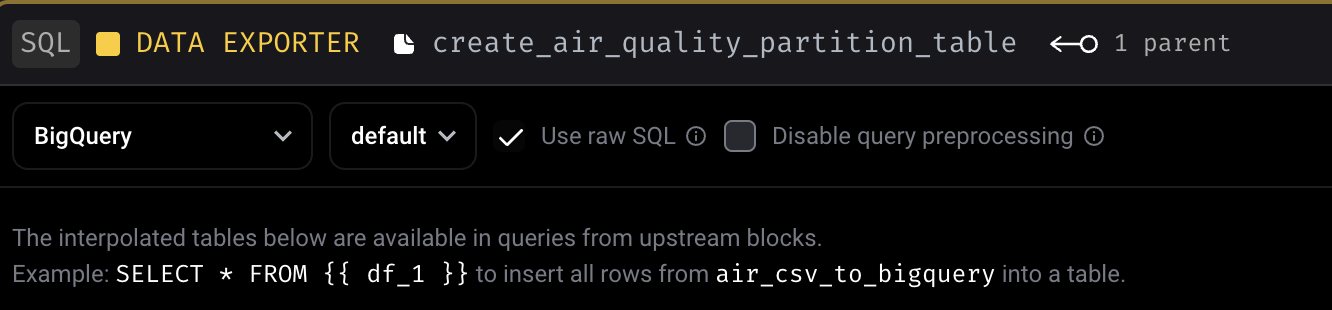 SQL DATA EXPORTER create_air_quality_partition_table 1 parent
BigQuery default Use raw SQL Disable query preprocessing
The interpolated tables below are available in queries from upstream blocks.
Example: SELECT * FROM {{ df_1 }} to insert all rows from air_csv_to_bigquery into a table.